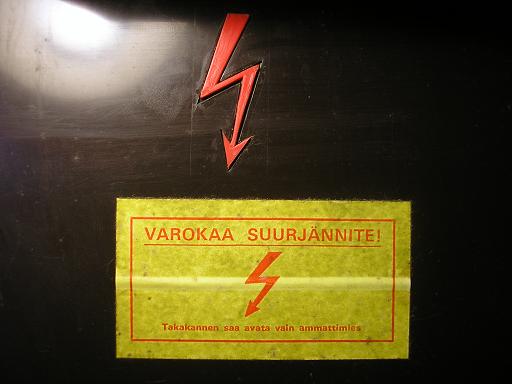 VAROKAA SUURJÄNNITE!
Takakannen saa avata vain ammattimies